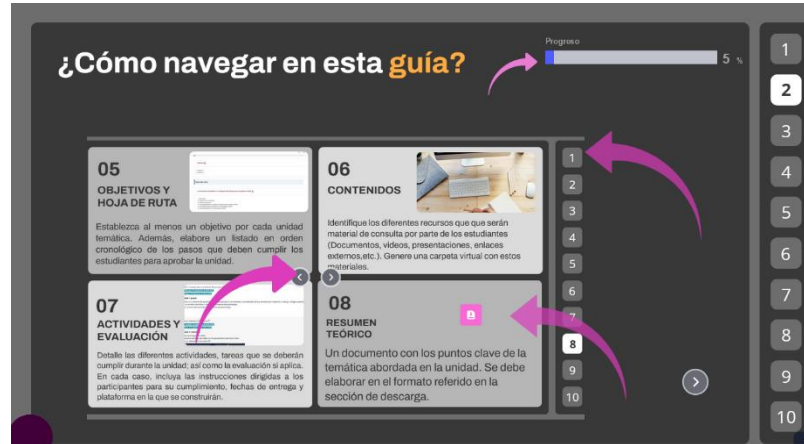 ¿Cómo navegar en esta guía?
Progreso
5 %
05
OBJETIVOS Y
HOJA DE RUTA
Establezca al menos un objetivo por cada unidad
temática. Además, elabore un listado en orden
cronológico de los pasos que deben cumplir los
estudiantes para aprobar la unidad.
06
CONTENIDOS
Identifique los diferentes recursos que que serán
material de consulta por parte de los estudiantes
(Documentos, videos, presentaciones, enlaces
externos,etc.). Genere una carpeta virtual con estos
materiales.
07
ACTIVIDADES Y
EVALUACIÓN
Detalle las diferentes actividades, tareas que se deberán
cumplir durante la unidad; así como la evaluación si aplica.
En cada caso, incluya las instrucciones dirigidas a los
participantes para su cumplimiento, fechas de entrega y
plataforma en la que se construirán.
08
RESUMEN
TEÓRICO
Un documento con los puntos clave de la
temática abordada en la unidad. Se debe
elaborar en el formato referido en la
sección de descarga.
1
2
3
4
5
6
7
8
9
10
1
2
3
4
5
6
7
8
9
10